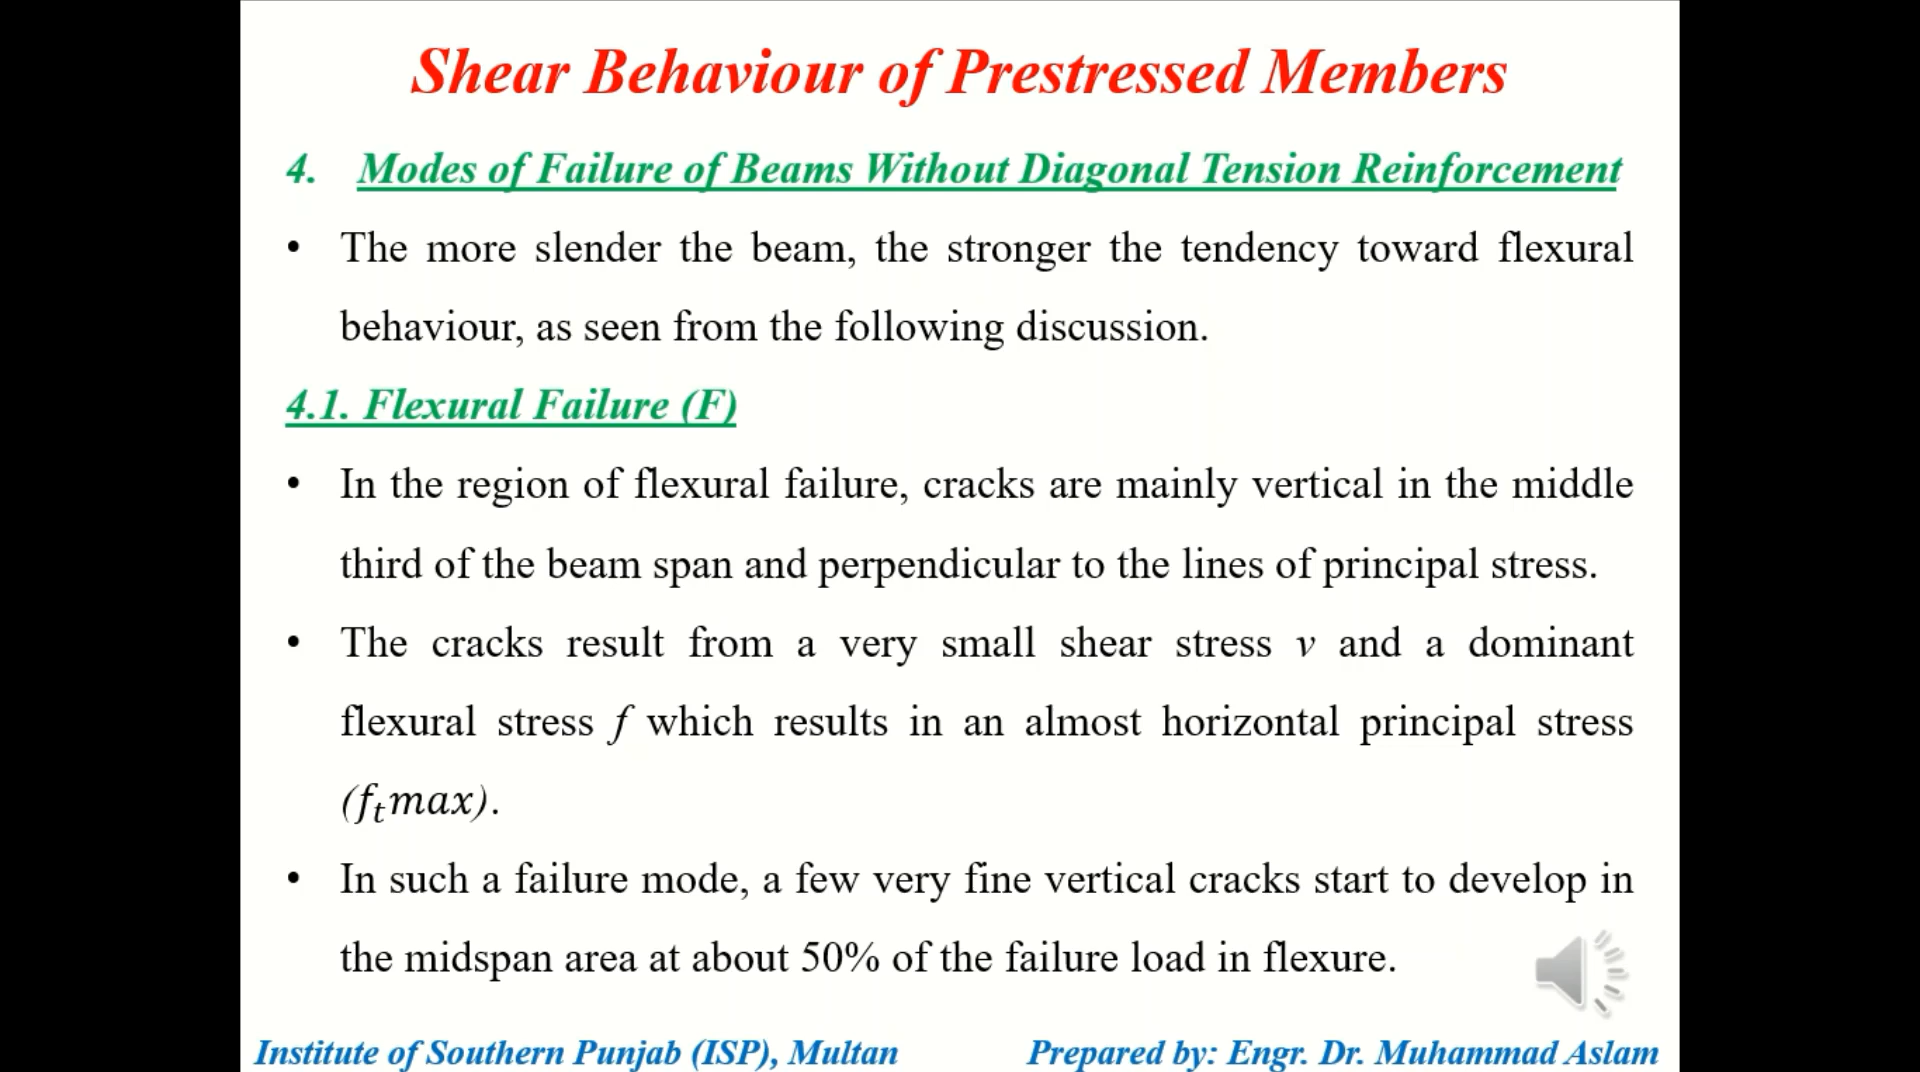 Shear Behaviour of Prestressed Members
4. Modes of Failure of Beams Without Diagonal Tension Reinforcement
• The more slender the beam, the stronger the tendency toward flexural
behaviour, as seen from the following discussion.
4.1. Flexural Failure (F)
• In the region of flexural failure, cracks are mainly vertical in the middle
third of the beam span and perpendicular to the lines of principal stress.
• The cracks result from a very small shear stress v and a dominant
flexural stress f which results in an almost horizontal principal stress
(fₜmax).
• In such a failure mode, a few very fine vertical cracks start to develop in
the midspan area at about 50% of the failure load in flexure.
Institute of Southern Punjab (ISP), Multan Prepared by: Engr. Dr. Muhammad Aslam